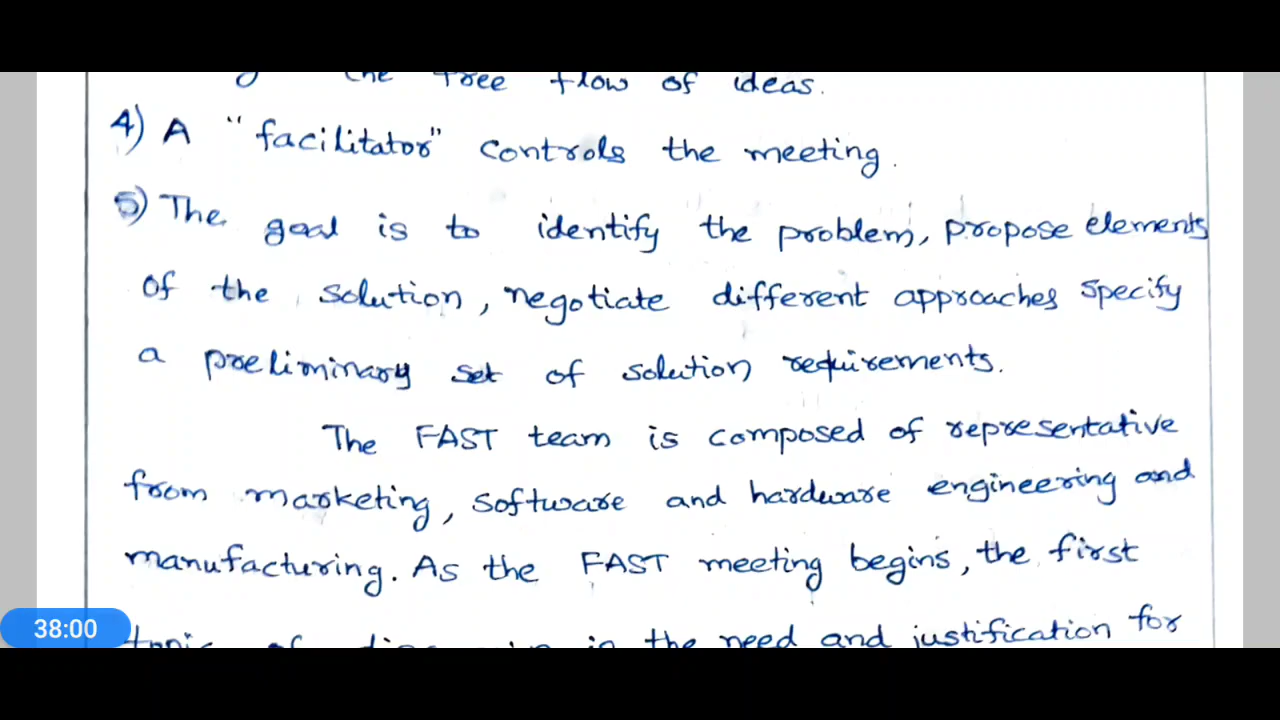 the free flow of ideas.
4) A "facilitator" controls the meeting.
5) The goal is to identify the problem, propose elements
of the solution, negotiate different approaches specify
a preliminary set of solution requirements.
The FAST team is composed of representative
from marketing, software and hardware engineering and
manufacturing. As the FAST meeting begins, the first
topic of in the need and justification for
38:00